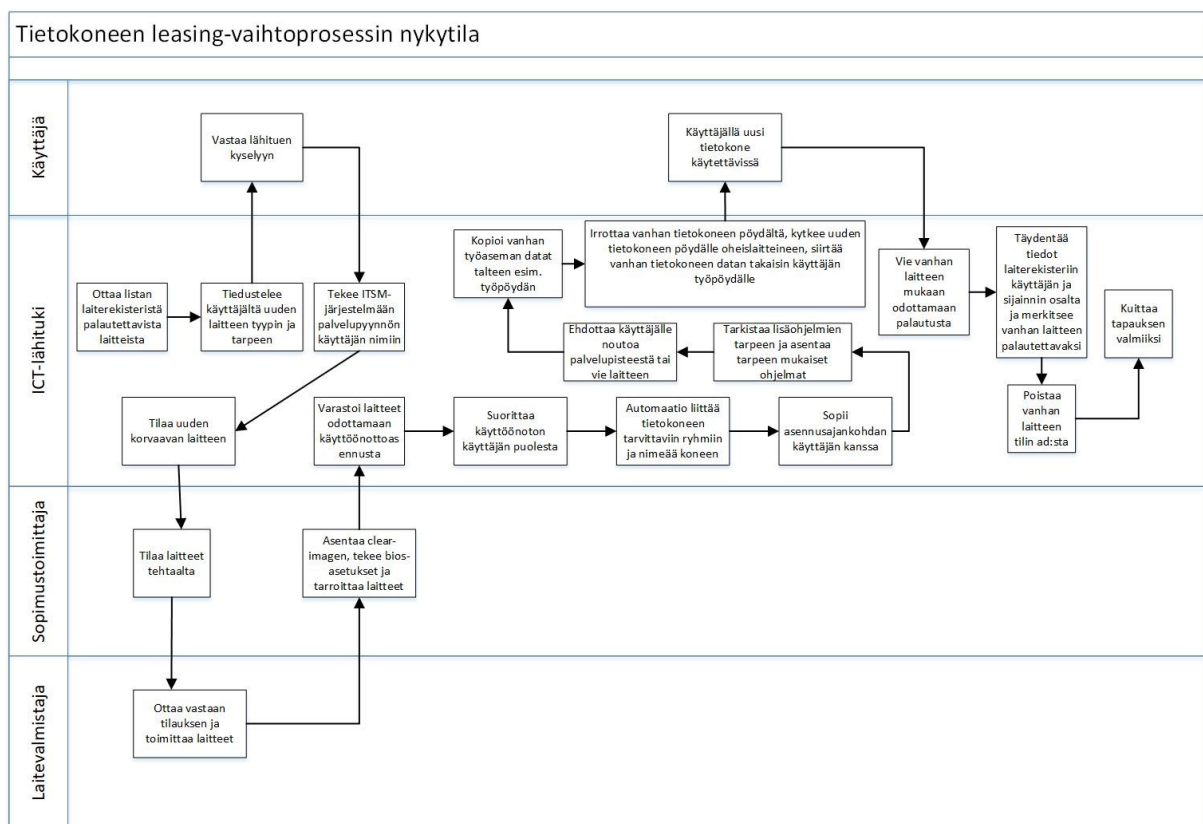 Tietokoneen leasing-vaihtoprosessin nykytila
Käyttäjä
Vastaa lähituen
kyselyyn
Käyttäjällä uusi
tietokone
käytettävissä
ICT-lähituki
Ottaa listan
laiterekisteristä
palautettavista
laitteista
Tiedustelee
käyttäjältä uuden
laitteen tyypin ja
tarpeen
Tekee ITSM-
järjestelmään
palvelupyynnön
käyttäjän nimiin
Tilaa uuden
korvaavan laitteen
Varastoi laitteet
odottamaan
käyttöönottoas
ennusta
Suorittaa
käyttöönoton
käyttäjän puolesta
Automaatio liittää
tietokoneen
tarvittaviin ryhmiin
ja nimeää koneen
Sopii
asennusajankohdan
käyttäjän kanssa
Tarkistaa lisäohjelmien
tarpeen ja asentaa
tarpeen mukaiset
ohjelmat
Ehdottaa käyttäjälle
noutoa
palvelupisteestä tai
vie laitteen
Kopioi vanhan
työaseman datat
talteen esim.
työpöydän
Irrottaa vanhan tietokoneen pöydältä, kytkee uuden
tietokoneen pöydälle oheislaitteineen, siirtää
vanhan tietokoneen datan takaisin käyttäjän
työpöydälle
Vie vanhan
laitteen
mukaan
odottamaan
palautusta
Täydentää
tiedot
laiterekisteriin
käyttäjän ja
sijainnin osalta
ja merkitsee
vanhan laitteen
palautettavaksi
Poistaa
vanhan
laitteen
tilin ad:sta
Kuittaa
tapauksen
valmiiksi
Sopimustoimittaja
Tilaa laitteet
tehtaalta
Asentaa clear-
imagen, tekee bios-
asetukset ja
tarroittaa laitteet
Laitevalmistaja
Ottaa vastaan
tilauksen ja
toimittaa laitteet